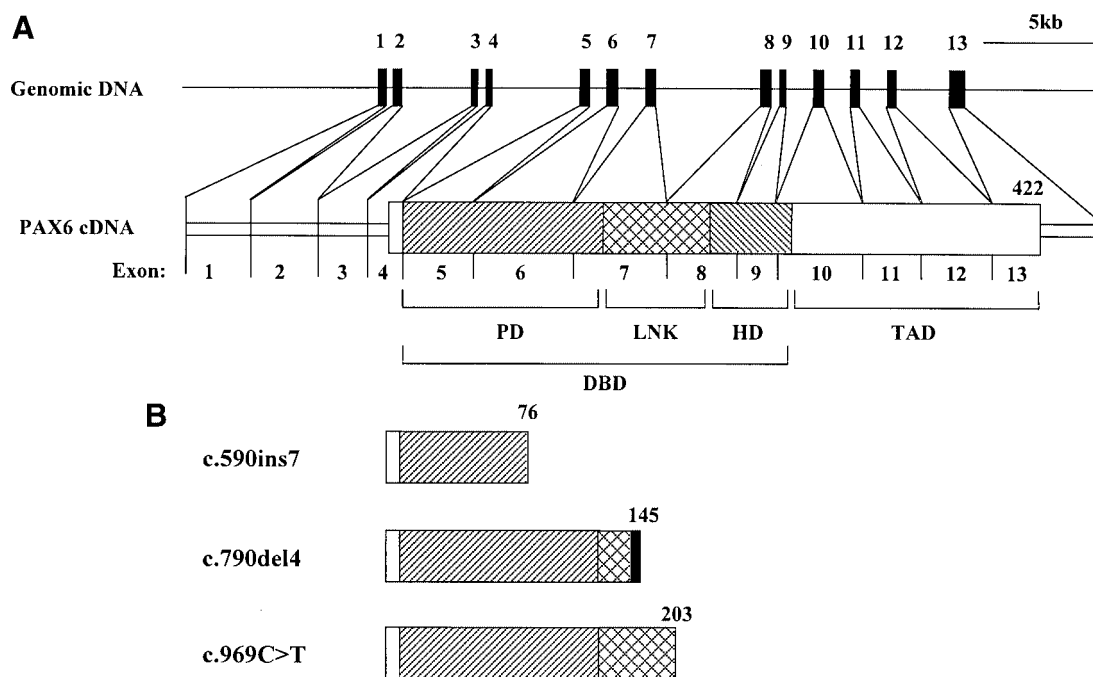 A
5kb
1 2 3 4 5 6 7 8 9 10 11 12 13
Genomic DNA
422
PAX6 cDNA
Exon: 1 2 3 4 5 6 7 8 9 10 11 12 13
PD LNK HD TAD
DBD
B
76
c.590ins7
145
c.790del4
203
c.969C>T